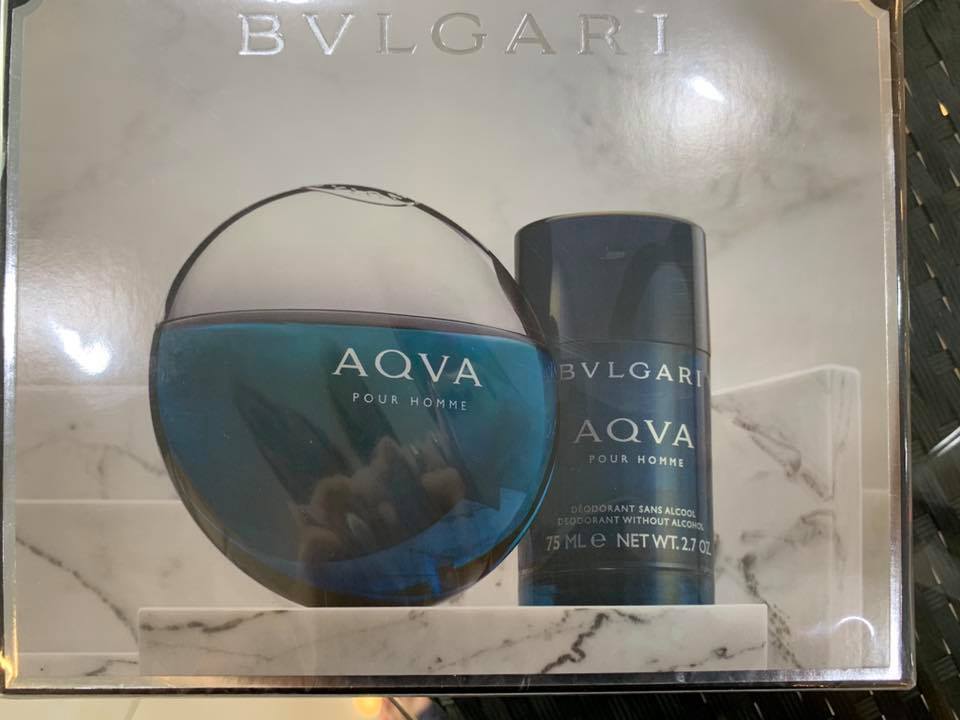 BVLGARI
AQVA
POUR HOMME
BVLGARI
AQVA
POUR HOMME
DÉODORANT SANS ALCOOL
DEODORANT WITHOUT ALCOHOL
75 ML e NET WT. 2.7 OZ